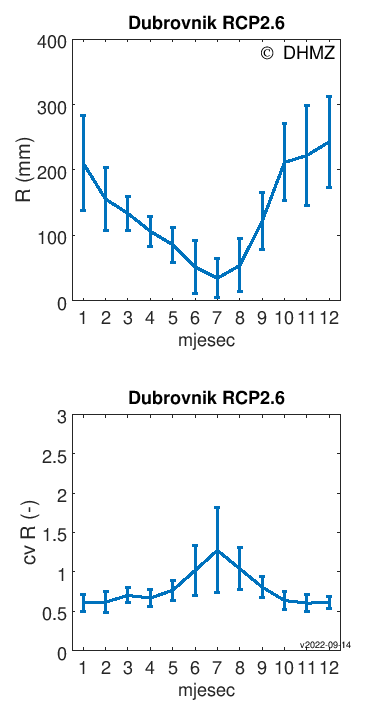 Dubrovnik RCP2.6
© DHMZ
400
300
200
100
0
R (mm)
1 2 3 4 5 6 7 8 9 10 11 12
mjesec
Dubrovnik RCP2.6
3
2.5
2
1.5
1
0.5
0
cv R (-)
v2022-09-14
1 2 3 4 5 6 7 8 9 10 11 12
mjesec